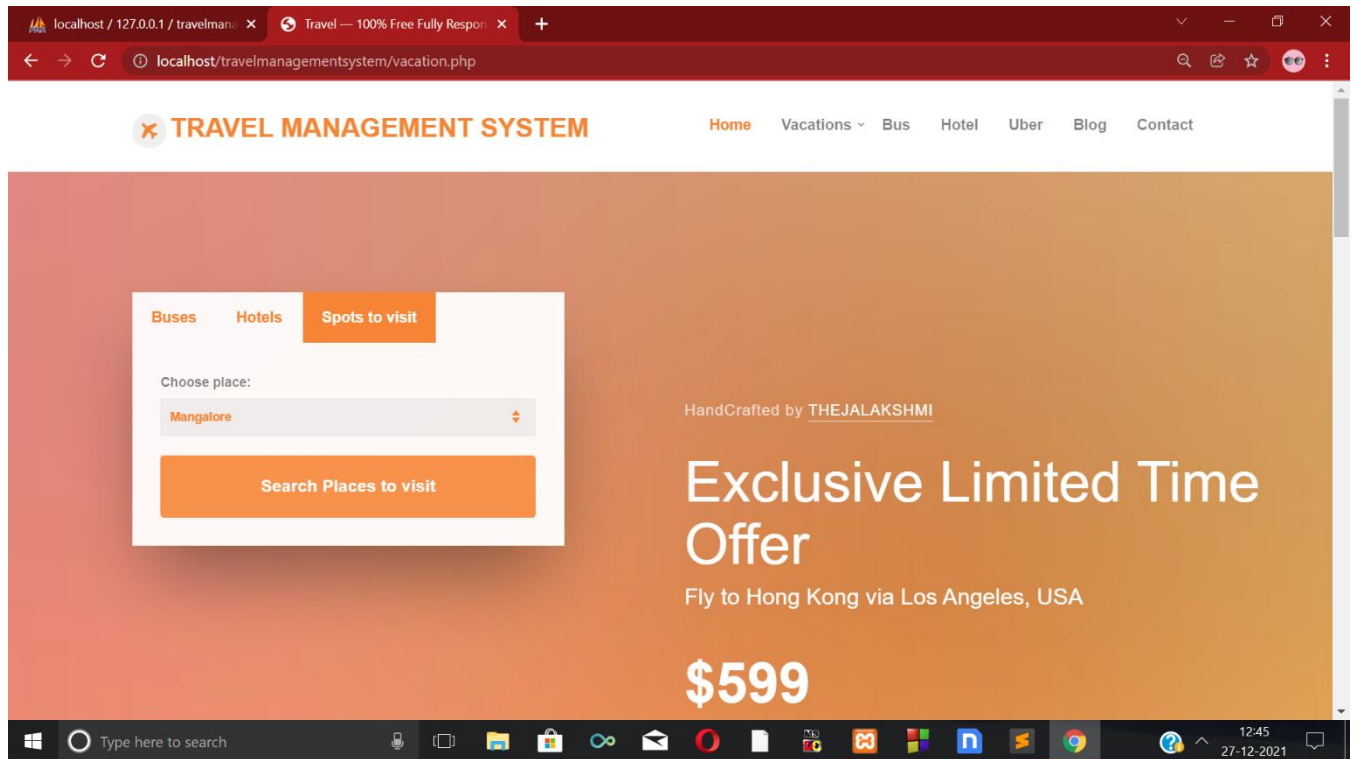 localhost / 127.0.0.1 / travelmana
Travel — 100% Free Fully Respon
localhost/travelmanagementsystem/vacation.php
TRAVEL MANAGEMENT SYSTEM
Home Vacations Bus Hotel Uber Blog Contact
Buses Hotels Spots to visit
Choose place:
Mangalore
Search Places to visit
HandCrafted by THEJALAKSHMI
Exclusive Limited Time
Offer
Fly to Hong Kong via Los Angeles, USA
$599
Type here to search
12:45
27-12-2021